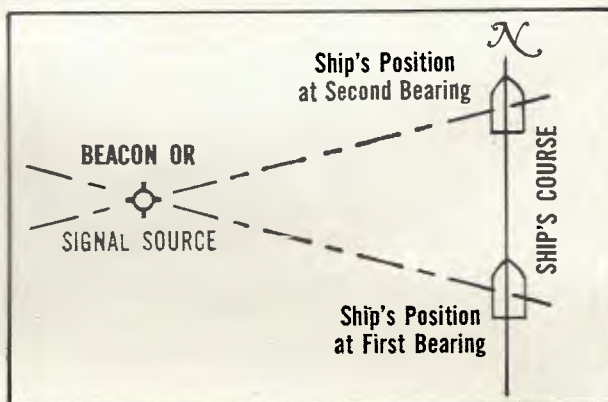 N
Ship's Position
at Second Bearing
BEACON OR
SIGNAL SOURCE
SHIP'S COURSE
Ship's Position
at First Bearing